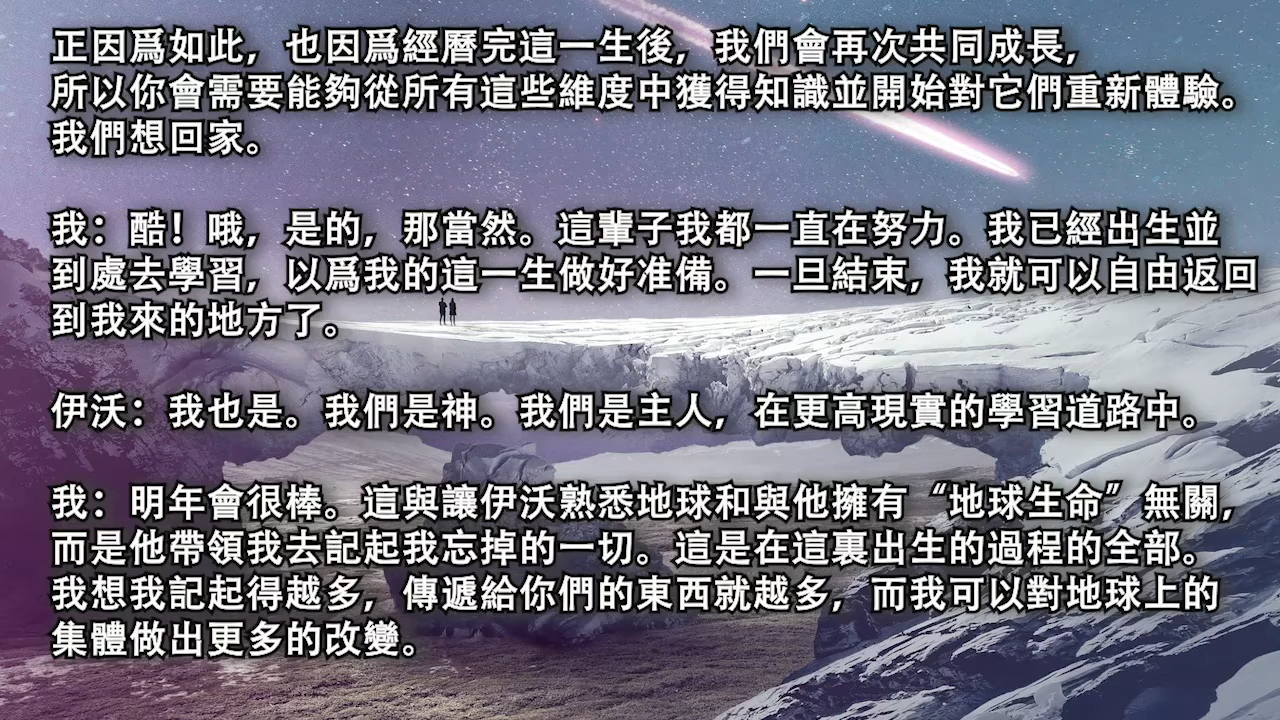 正因爲如此，也因爲經曆完這一生後，我們會再次共同成長，
所以你會需要能夠從所有這些維度中獲得知識並開始對它們重新體驗。
我們想回家。
我：酷！哦，是的，那當然。這輩子我都一直在努力。我已經出生並
到處去學習，以爲我的這一生做好准備。一旦結束，我就可以自由返回
到我來的地方了。
伊沃：我也是。我們是神。我們是主人，在更高現實的學習道路中。
我：明年會很棒。這與讓伊沃熟悉地球和與他擁有“地球生命”無關，
而是他帶領我去記起我忘掉的一切。這是在這裏出生的過程的全部。
我想我記起得越多，傳遞給你們的東西就越多，而我可以對地球上的
集體做出更多的改變。